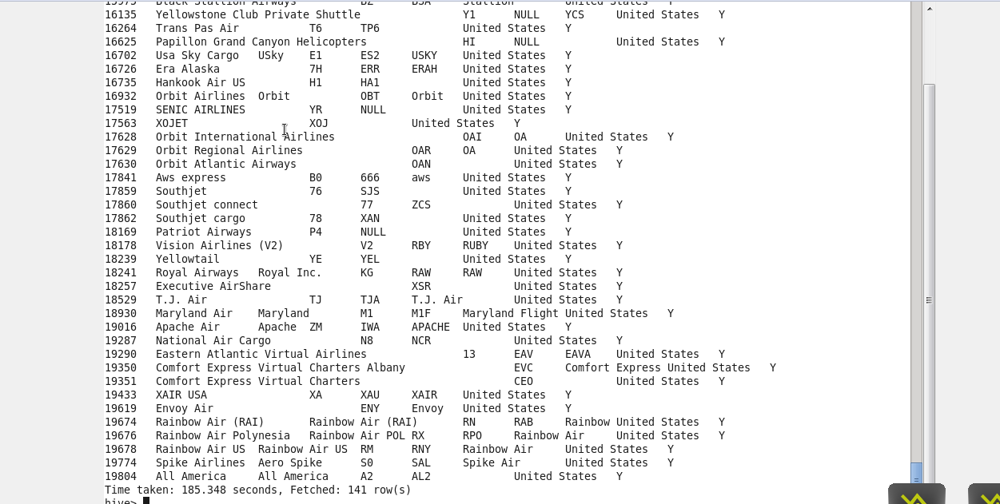 16135 Yellowstone Club Private Shuttle Y1 NULL YCS United States Y
16264 Trans Pas Air T6 TP6 United States Y
16625 Papillon Grand Canyon Helicopters HI NULL United States Y
16702 Usa Sky Cargo USky E1 ES2 USKY United States Y
16726 Era Alaska 7H ERR ERAH United States Y
16735 Hankook Air US H1 HA1 United States Y
16932 Orbit Airlines Orbit OBT Orbit United States Y
17519 SENIC AIRLINES YR NULL United States Y
17563 XOJET XOJ United States Y
17628 Orbit International Airlines OAI OA United States Y
17629 Orbit Regional Airlines OAR OA United States Y
17630 Orbit Atlantic Airways OAN United States Y
17841 Aws express B0 666 aws United States Y
17859 Southjet 76 SJS United States Y
17860 Southjet connect 77 ZCS United States Y
17862 Southjet cargo 78 XAN United States Y
18169 Patriot Airways P4 NULL United States Y
18178 Vision Airlines (V2) V2 RBY RUBY United States Y
18239 Yellowtail YE YEL United States Y
18241 Royal Airways Royal Inc. KG RAW RAW United States Y
18257 Executive AirShare XSR United States Y
18529 T.J. Air TJ TJA T.J. Air United States Y
18930 Maryland Air Maryland M1 M1F Maryland Flight United States Y
19016 Apache Air Apache ZM IWA APACHE United States Y
19287 National Air Cargo N8 NCR United States Y
19290 Eastern Atlantic Virtual Airlines 13 EAV EAVA United States Y
19350 Comfort Express Virtual Charters Albany EVC Comfort Express United States Y
19351 Comfort Express Virtual Charters CEO United States Y
19433 XAIR USA XA XAU XAIR United States Y
19619 Envoy Air ENY Envoy United States Y
19674 Rainbow Air (RAI) Rainbow Air (RAI) RN RAB Rainbow United States Y
19676 Rainbow Air Polynesia Rainbow Air POL RX RPO Rainbow Air United States Y
19678 Rainbow Air US Rainbow Air US RM RNY Rainbow Air United States Y
19774 Spike Airlines Aero Spike S0 SAL Spike Air United States Y
19804 All America All America A2 AL2 United States Y
Time taken: 185.348 seconds, Fetched: 141 row(s)
hive>